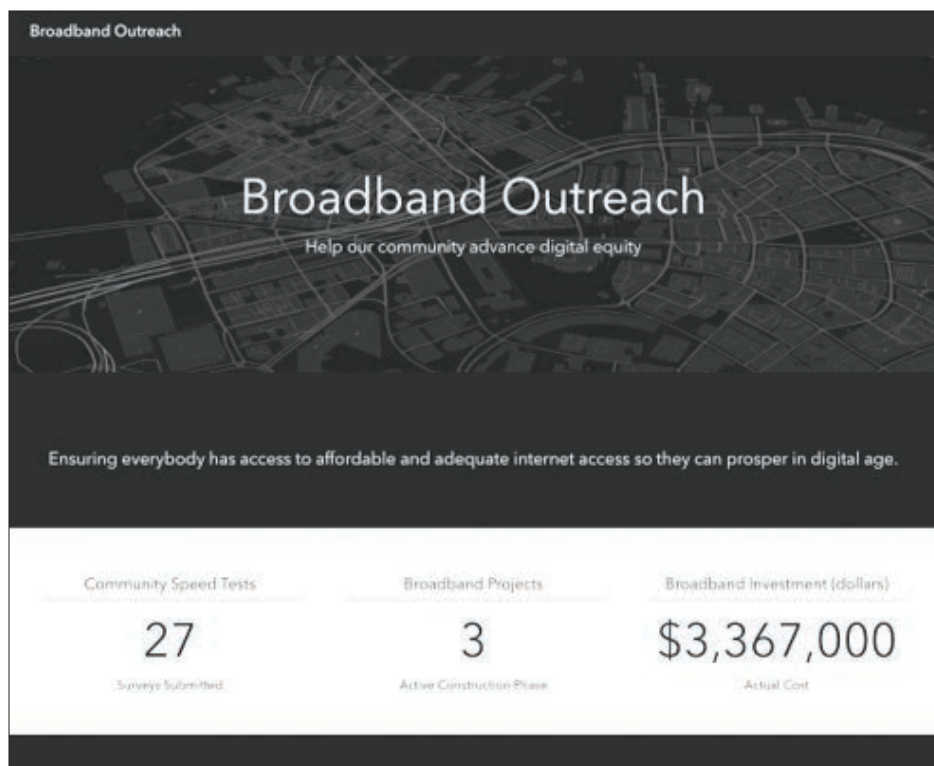 Broadband Outreach
Broadband Outreach
Help our community advance digital equity
Ensuring everybody has access to affordable and adequate internet access so they can prosper in digital age.
Community Speed Tests
27
Surveys Submitted
Broadband Projects
3
Active Construction Phase
Broadband Investment (dollars)
$3,367,000
Actual Cost